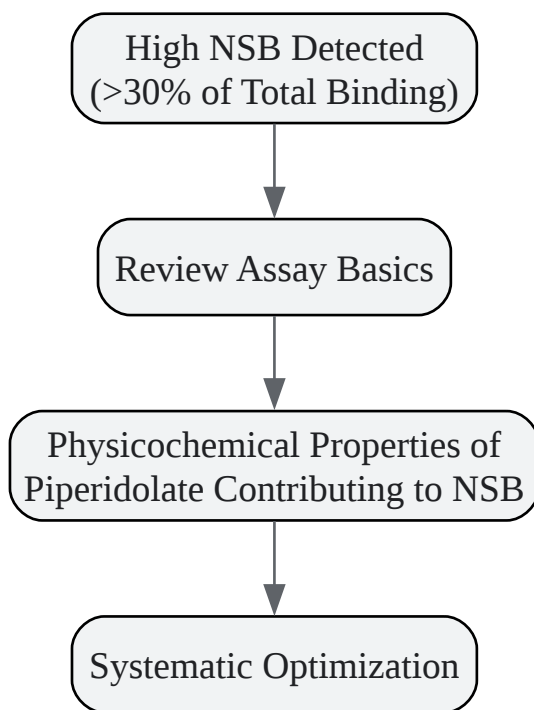 High NSB Detected
(>30% of Total Binding)
Review Assay Basics
Physicochemical Properties of
Piperidolate Contributing to NSB
Systematic Optimization